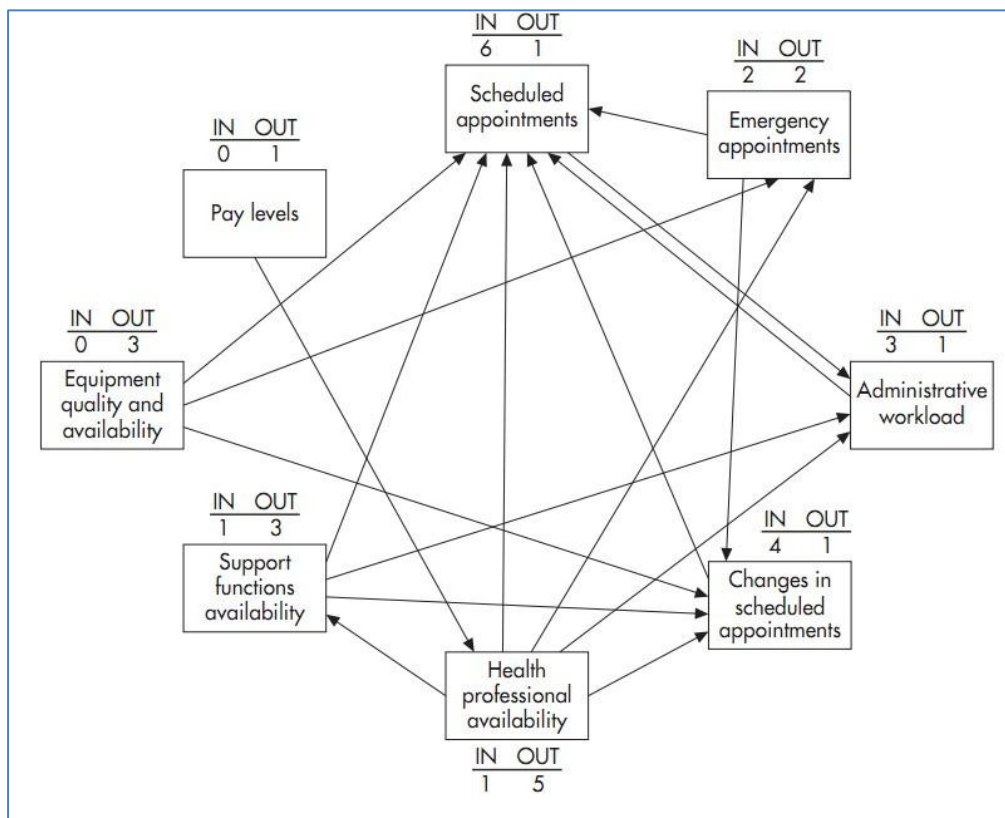 IN OUT
6 1
Scheduled
appointments
IN OUT
2 2
Emergency
appointments
IN OUT
0 1
Pay levels
IN OUT
0 3
Equipment
quality and
availability
IN OUT
3 1
Administrative
workload
IN OUT
1 3
Support
functions
availability
IN OUT
4 1
Changes in
scheduled
appointments
Health
professional
availability
IN OUT
1 5